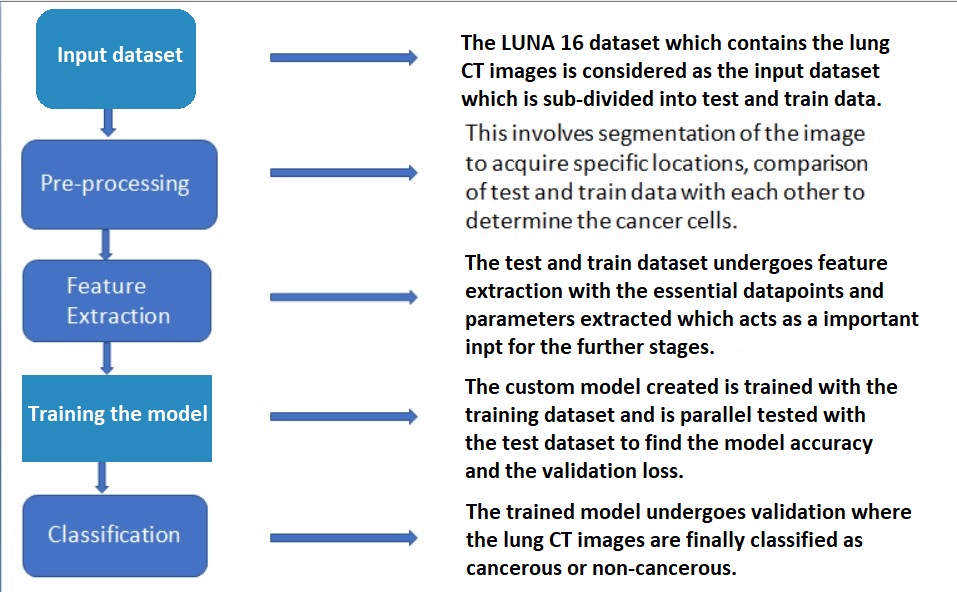 Input dataset
The LUNA 16 dataset which contains the lung
CT images is considered as the input dataset
which is sub-divided into test and train data.
Pre-processing
This involves segmentation of the image
to acquire specific locations, comparison
of test and train data with each other to
determine the cancer cells.
Feature
Extraction
The test and train dataset undergoes feature
extraction with the essential datapoints and
parameters extracted which acts as a important
inpt for the further stages.
Training the model
The custom model created is trained with the
training dataset and is parallel tested with
the test dataset to find the model accuracy
and the validation loss.
Classification
The trained model undergoes validation where
the lung CT images are finally classified as
cancerous or non-cancerous.